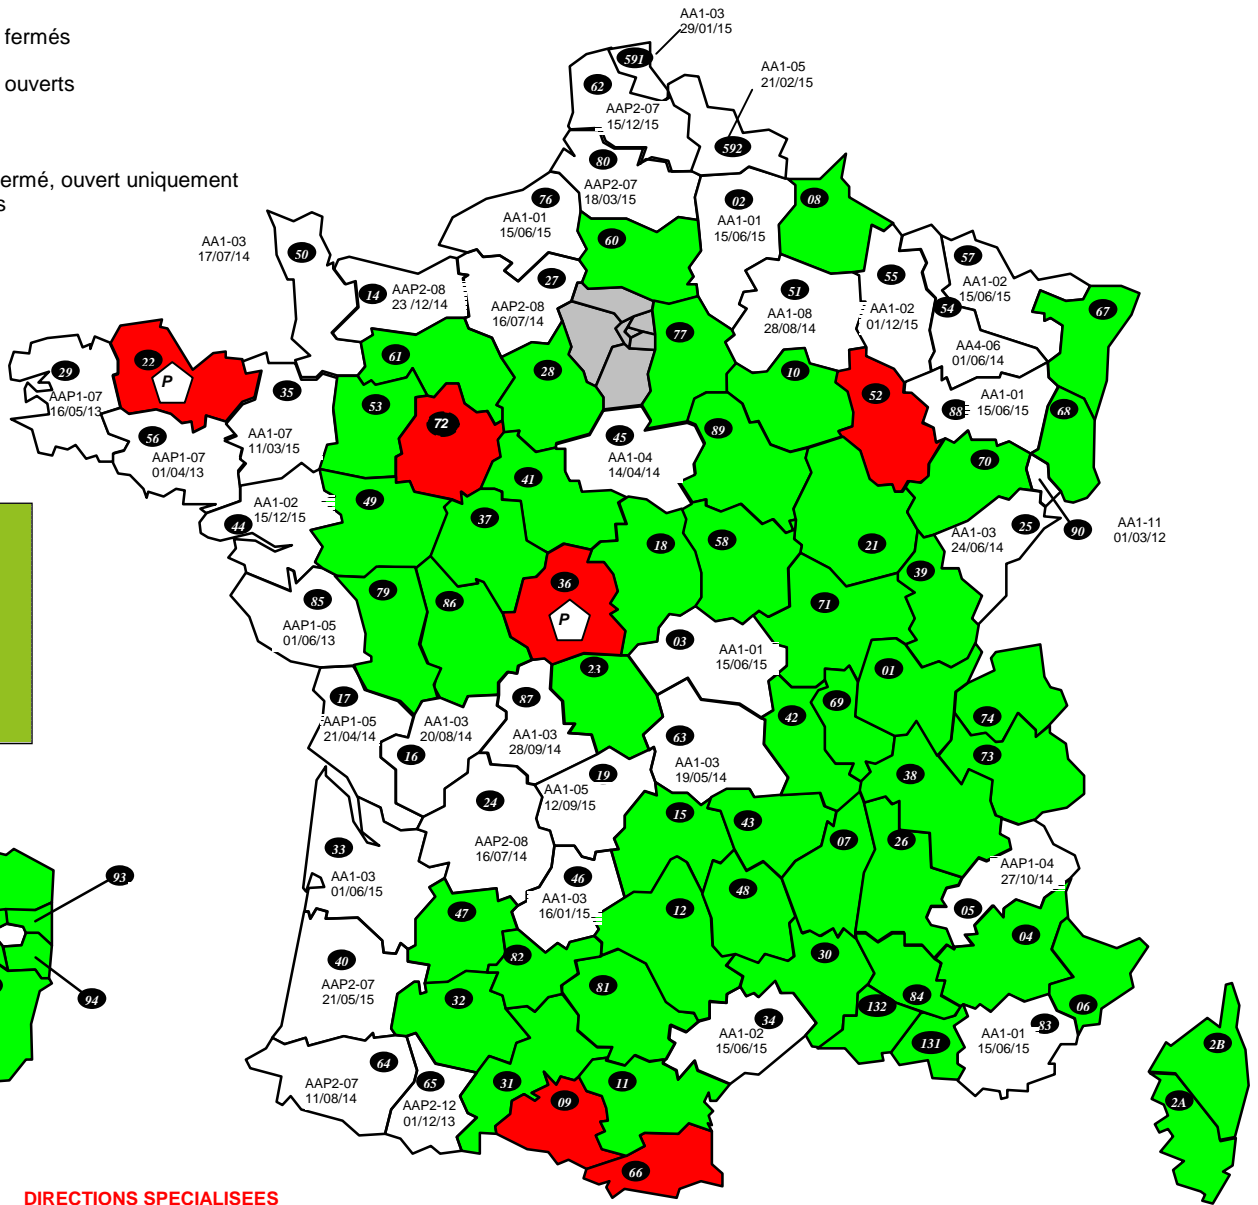 fermés
ouverts
ermé, ouvert uniquement
s
AA1-03
29/01/15
591
AA1-05
21/02/15
62
AAP2-07
15/12/15
592
80
AAP2-07
18/03/15
76
AA1-01
15/06/15
02
AA1-01
15/06/15
08
60
AA1-03
17/07/14
50
14
AAP2-08
23 /12/14
27
AAP2-08
16/07/14
51
AA1-08
28/08/14
55
AA1-02
01/12/15
57
AA1-02
15/06/15
54
AA4-06
01/06/14
67
77
61
28
10
52
22
P
29
AAP1-07
16/05/13
35
AA1-07
11/03/15
53
72
45
AA1-04
14/04/14
89
88
AA1-01
15/06/15
68
56
AAP1-07
01/04/13
70
41
49
37
44
AA1-02
15/12/15
18
58
21
25
AA1-03
24/06/14
90
AA1-11
01/03/12
39
36
P
79
86
85
AAP1-05
01/06/13
71
03
AA1-01
15/06/15
23
01
17
AAP1-05
21/04/14
AA1-03
20/08/14
16
87
AA1-03
28/09/14
42
69
74
73
63
AA1-03
19/05/14
38
19
AA1-05
12/09/15
24
AAP2-08
16/07/14
15
43
07
26
33
AA1-03
01/06/15
AAP1-04
27/10/14
05
93
46
AA1-03
16/01/15
47
12
48
04
40
AAP2-07
21/05/15
82
30
32
81
84
132
06
94
34
AA1-02
15/06/15
83
AA1-01
15/06/15
131
2B
64
AAP2-07
11/08/14
65
AAP2-12
01/12/13
31
09
11
2A
66
DIRECTIONS SPECIALISEES